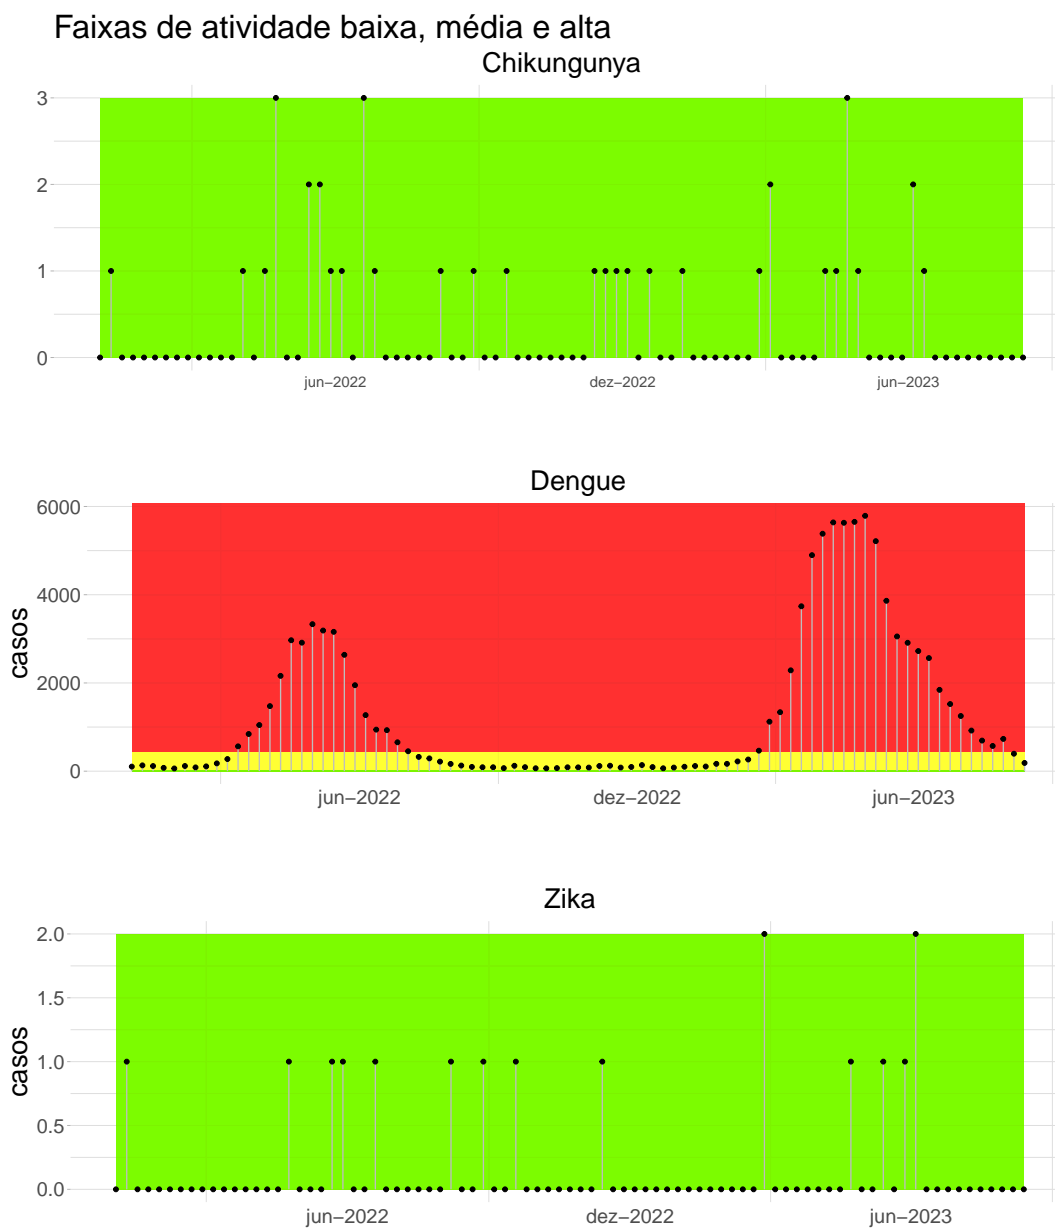 Faixas de atividade baixa, média e alta
Chikungunya
3
2
1
0
jun−2022 dez−2022 jun−2023
Dengue
6000
4000
2000
0
casos
jun−2022 dez−2022 jun−2023
Zika
2.0
1.5
1.0
0.5
0.0
casos
jun−2022 dez−2022 jun−2023